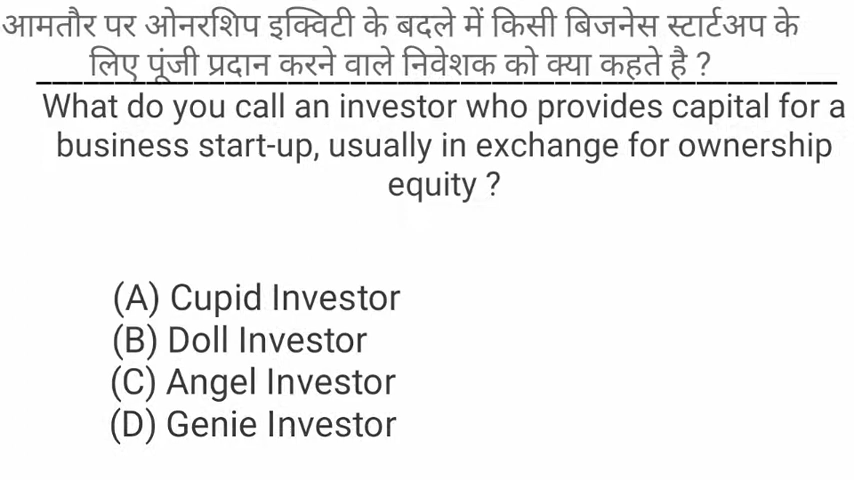 आमतौर पर ओनरशिप इक्विटी के बदले में किसी बिजनेस स्टार्टअप के
लिए पूंजी प्रदान करने वाले निवेशक को क्या कहते है ?
What do you call an investor who provides capital for a
business start-up, usually in exchange for ownership
equity ?
(A) Cupid Investor
(B) Doll Investor
(C) Angel Investor
(D) Genie Investor